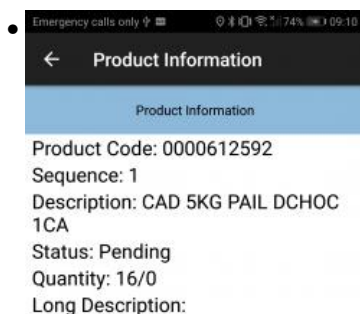 Emergency calls only 74% 09:10
← Product Information
Product Information
Product Code: 0000612592
Sequence: 1
Description: CAD 5KG PAIL DCHOC
1CA
Status: Pending
Quantity: 16/0
Long Description: